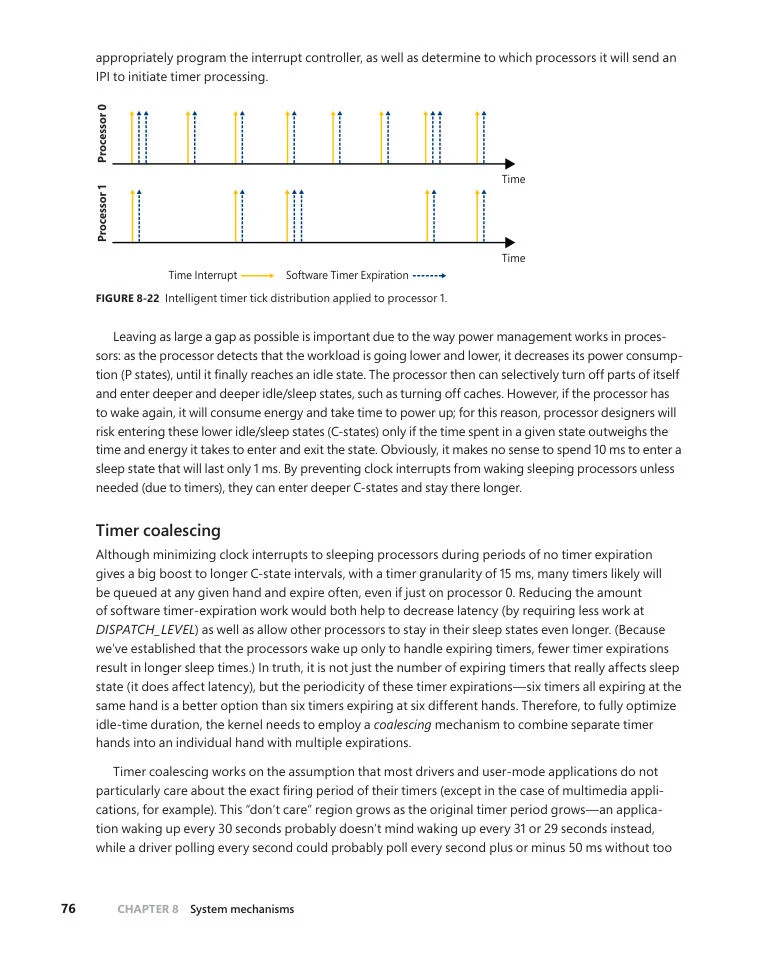 appropriately program the interrupt controller, as well as determine to which processors it will send an
IPI to initiate timer processing.
Processor 0
Time
Processor 1
Time
Time Interrupt
Software Timer Expiration
FIGURE 8-22 Intelligent timer tick distribution applied to processor 1.
Leaving as large a gap as possible is important due to the way power management works in proces-
sors: as the processor detects that the workload is going lower and lower, it decreases its power consump-
tion (P states), until it finally reaches an idle state. The processor then can selectively turn off parts of itself
and enter deeper and deeper idle/sleep states, such as turning off caches. However, if the processor has
to wake again, it will consume energy and take time to power up; for this reason, processor designers will
risk entering these lower idle/sleep states (C-states) only if the time spent in a given state outweighs the
time and energy it takes to enter and exit the state. Obviously, it makes no sense to spend 10 ms to enter a
sleep state that will last only 1 ms. By preventing clock interrupts from waking sleeping processors unless
needed (due to timers), they can enter deeper C-states and stay there longer.
Timer coalescing
Although minimizing clock interrupts to sleeping processors during periods of no timer expiration
gives a big boost to longer C-state intervals, with a timer granularity of 15 ms, many timers likely will
be queued at any given hand and expire often, even if just on processor 0. Reducing the amount
of software timer-expiration work would both help to decrease latency (by requiring less work at
DISPATCH_LEVEL) as well as allow other processors to stay in their sleep states even longer. (Because
we've established that the processors wake up only to handle expiring timers, fewer timer expirations
result in longer sleep times.) In truth, it is not just the number of expiring timers that really affects sleep
state (it does affect latency), but the periodicity of these timer expirations—six timers all expiring at the
same hand is a better option than six timers expiring at six different hands. Therefore, to fully optimize
idle-time duration, the kernel needs to employ a coalescing mechanism to combine separate timer
hands into an individual hand with multiple expirations.
Timer coalescing works on the assumption that most drivers and user-mode applications do not
particularly care about the exact firing period of their timers (except in the case of multimedia appli-
cations, for example). This “don’t care” region grows as the original timer period grows—an applica-
tion waking up every 30 seconds probably doesn’t mind waking up every 31 or 29 seconds instead,
while a driver polling every second could probably poll every second plus or minus 50 ms without too
76 CHAPTER 8 System mechanisms